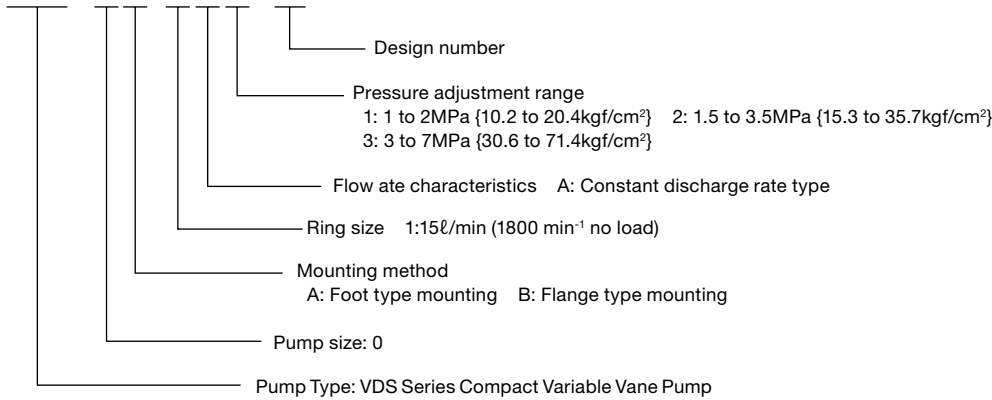 Design number
Pressure adjustment range
1: 1 to 2MPa {10.2 to 20.4kgf/cm²} 2: 1.5 to 3.5MPa {15.3 to 35.7kgf/cm²}
3: 3 to 7MPa {30.6 to 71.4kgf/cm²}
Flow ate characteristics A: Constant discharge rate type
Ring size 1:15ℓ/min (1800 min⁻¹ no load)
Mounting method
A: Foot type mounting B: Flange type mounting
Pump size: 0
Pump Type: VDS Series Compact Variable Vane Pump